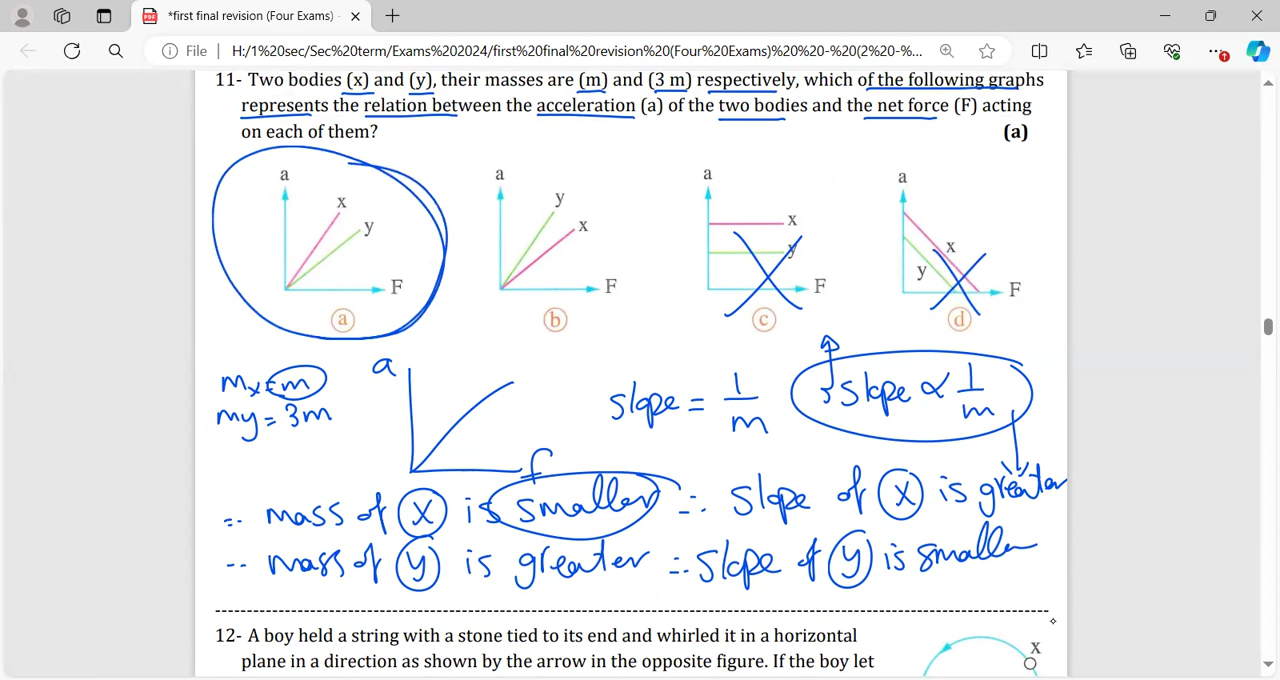 *first final revision (Four Exams) -
File
H:/1%20sec/Sec%20term/Exams%202024/first%20final%20revision%20(Four%20Exams)%20%20-%20(2%20-%...
11- Two bodies (x) and (y), their masses are (m) and (3 m) respectively, which of the following graphs
represents the relation between the acceleration (a) of the two bodies and the net force (F) acting
on each of them? (a)
a x y F
a y x F
a x y F
a x y F
a b c d
mx = m
my = 3m
a
f
slope = 1/m
slope ∝ 1/m
∵ mass of x is smaller ∴ slope of x is greater
∵ mass of y is greater ∴ slope of y is smaller
12- A boy held a string with a stone tied to its end and whirled it in a horizontal
plane in a direction as shown by the arrow in the opposite figure. If the boy let
x